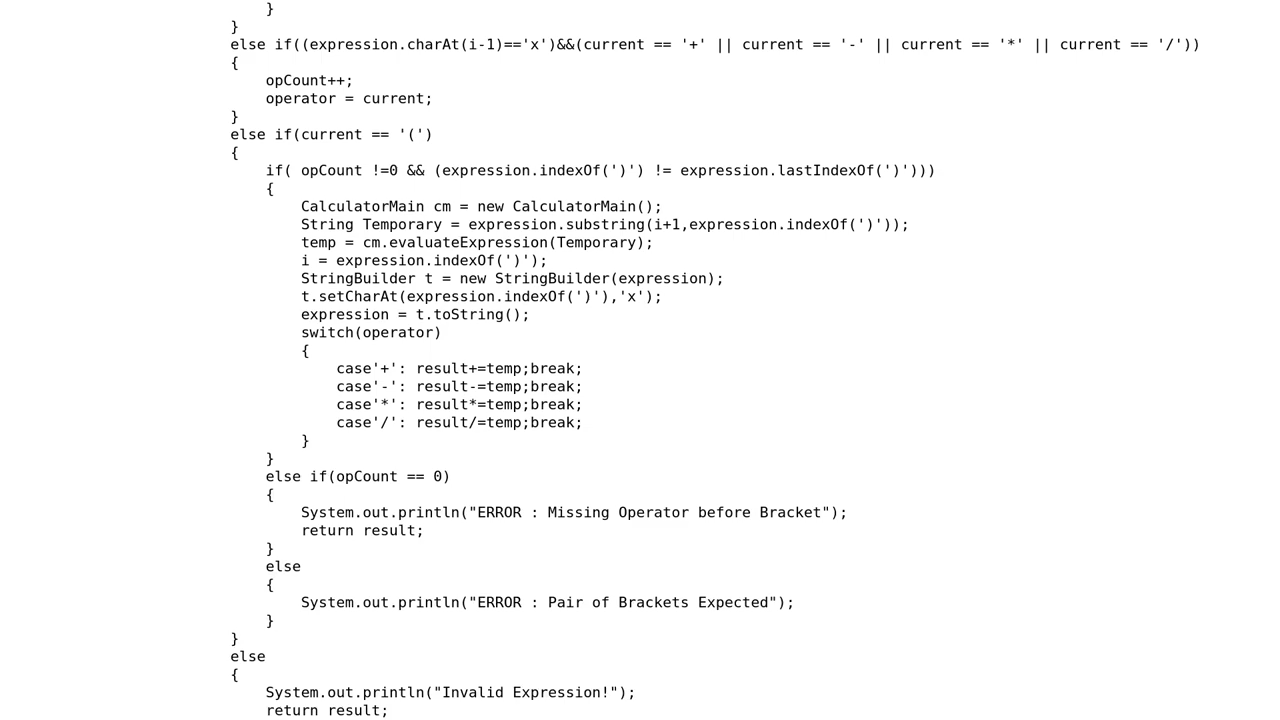 }
}
else if((expression.charAt(i-1)=='x')&&(current == '+' || current == '-' || current == '*' || current == '/'))
{
opCount++;
operator = current;
}
else if(current == '(')
{
if( opCount !=0 && (expression.indexOf(')') != expression.lastIndexOf(')')))
{
CalculatorMain cm = new CalculatorMain();
String Temporary = expression.substring(i+1,expression.indexOf(')'));
temp = cm.evaluateExpression(Temporary);
i = expression.indexOf(')');
StringBuilder t = new StringBuilder(expression);
t.setCharAt(expression.indexOf(')'),'x');
expression = t.toString();
switch(operator)
{
case'+': result+=temp;break;
case'-': result-=temp;break;
case'*': result*=temp;break;
case'/': result/=temp;break;
}
}
else if(opCount == 0)
{
System.out.println("ERROR : Missing Operator before Bracket");
return result;
}
else
{
System.out.println("ERROR : Pair of Brackets Expected");
}
}
else
{
System.out.println("Invalid Expression!");
return result;